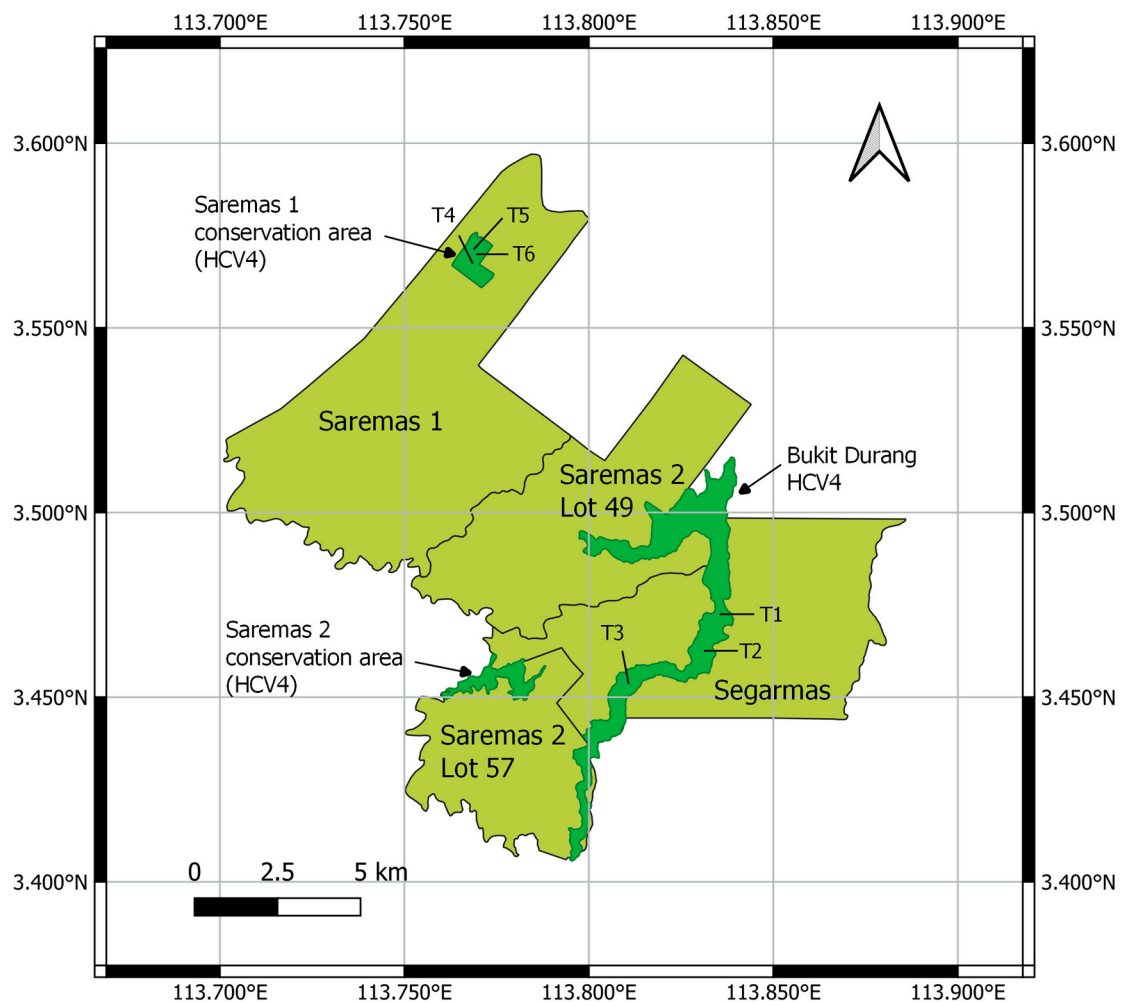 113.700°E 113.750°E 113.800°E 113.850°E 113.900°E
3.600°N 3.600°N
Saremas 1
conservation area
(HCV4)
T4 T5
T6
3.550°N 3.550°N
Saremas 1
Saremas 2
Lot 49
Bukit Durang
HCV4
3.500°N 3.500°N
Saremas 2
conservation area
(HCV4)
T3
T1
T2
3.450°N 3.450°N
Segarmas
Saremas 2
Lot 57
0 2.5 5 km
3.400°N 3.400°N
113.700°E 113.750°E 113.800°E 113.850°E 113.900°E